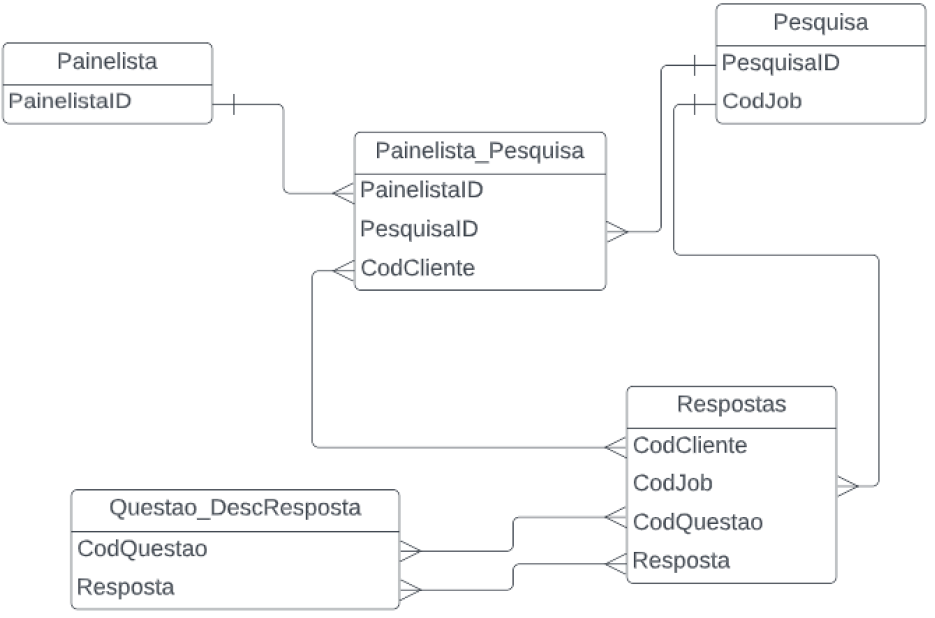 Pesquisa
PesquisaID
CodJob
Painelista
PainelistaID
Painelista_Pesquisa
PainelistaID
PesquisaID
CodCliente
Respostas
CodCliente
CodJob
CodQuestao
Resposta
Questao_DescResposta
CodQuestao
Resposta